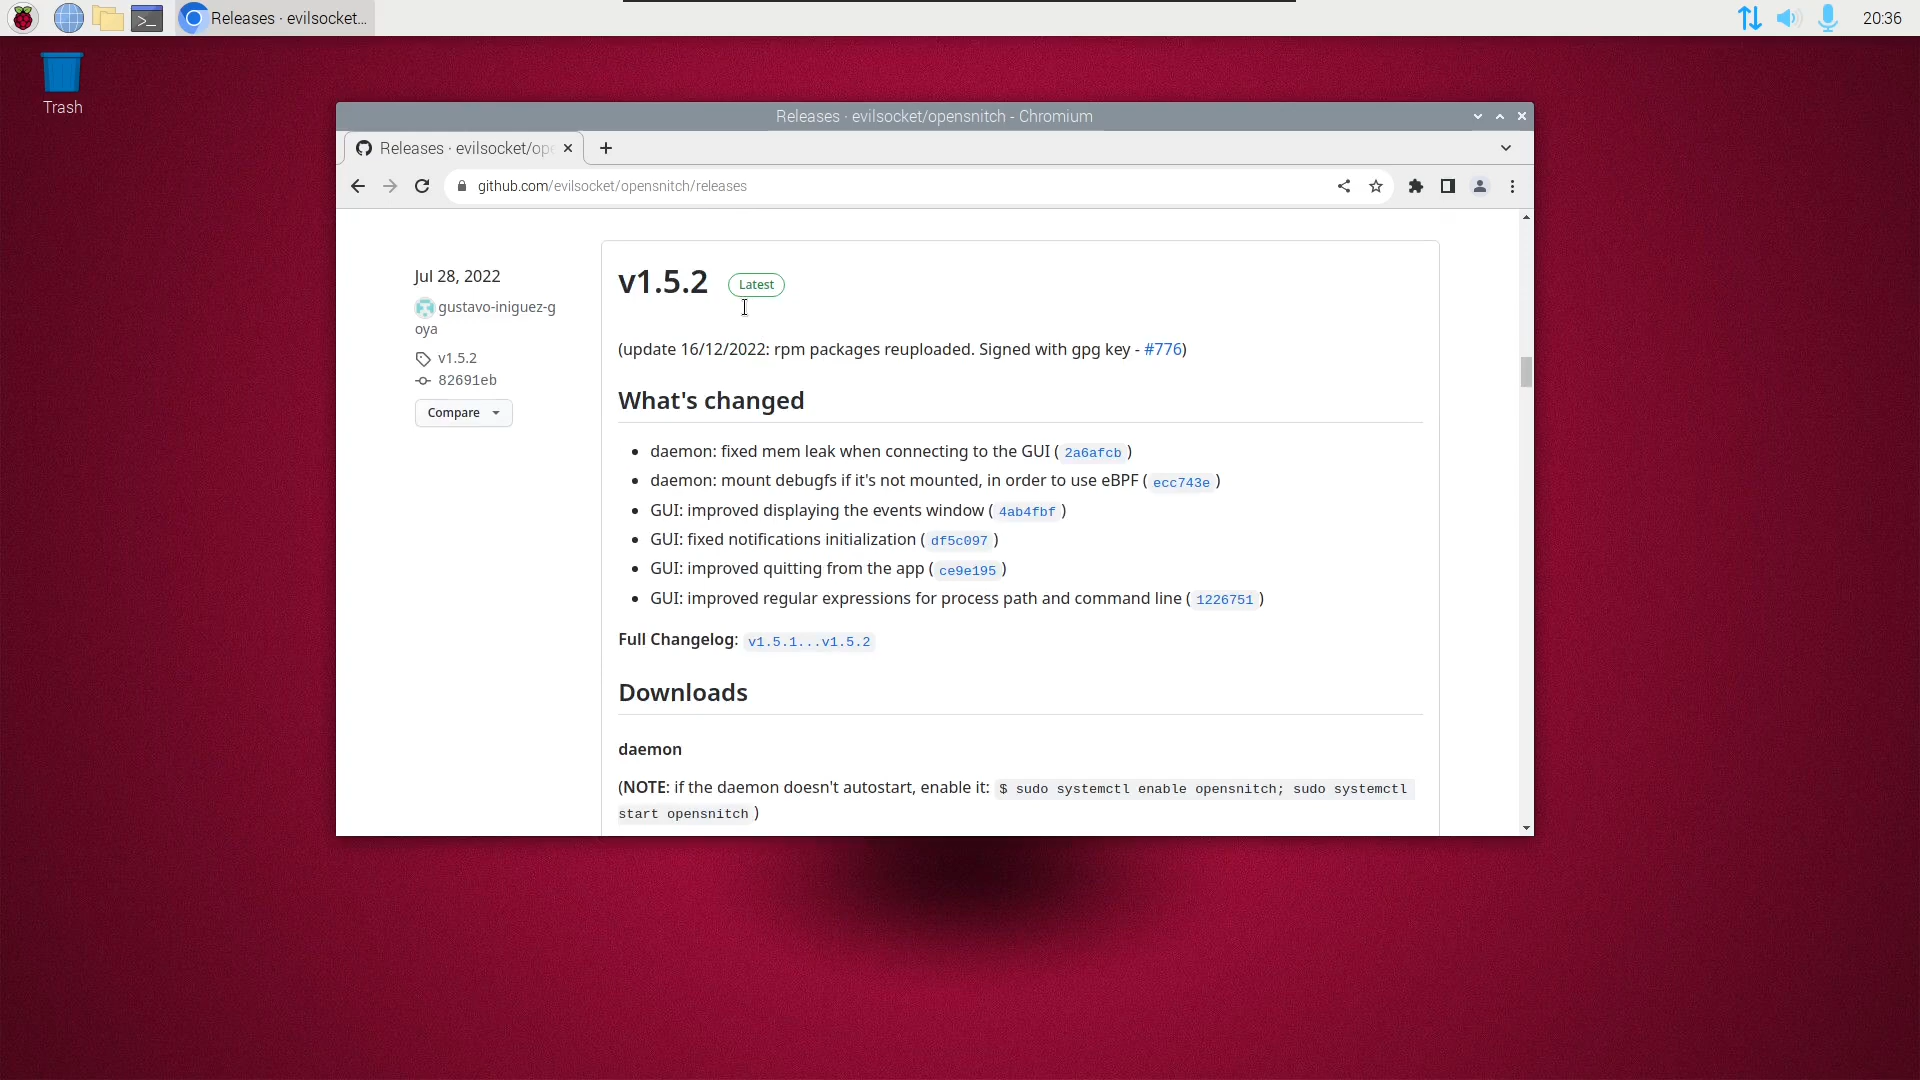 Releases · evilsocket...
20:36
Trash
Releases · evilsocket/opensnitch - Chromium
Releases · evilsocket/ope
github.com/evilsocket/opensnitch/releases
Jul 28, 2022
gustavo-iniguez-g
oya
v1.5.2
82691eb
Compare
v1.5.2 Latest
(update 16/12/2022: rpm packages reuploaded. Signed with gpg key - #776)
What's changed
daemon: fixed mem leak when connecting to the GUI ( 2a6afcb )
daemon: mount debugfs if it's not mounted, in order to use eBPF ( ecc743e )
GUI: improved displaying the events window ( 4ab4fbf )
GUI: fixed notifications initialization ( df5c097 )
GUI: improved quitting from the app ( ce9e195 )
GUI: improved regular expressions for process path and command line ( 1226751 )
Full Changelog: v1.5.1...v1.5.2
Downloads
daemon
(NOTE: if the daemon doesn't autostart, enable it: $ sudo systemctl enable opensnitch; sudo systemctl
start opensnitch )